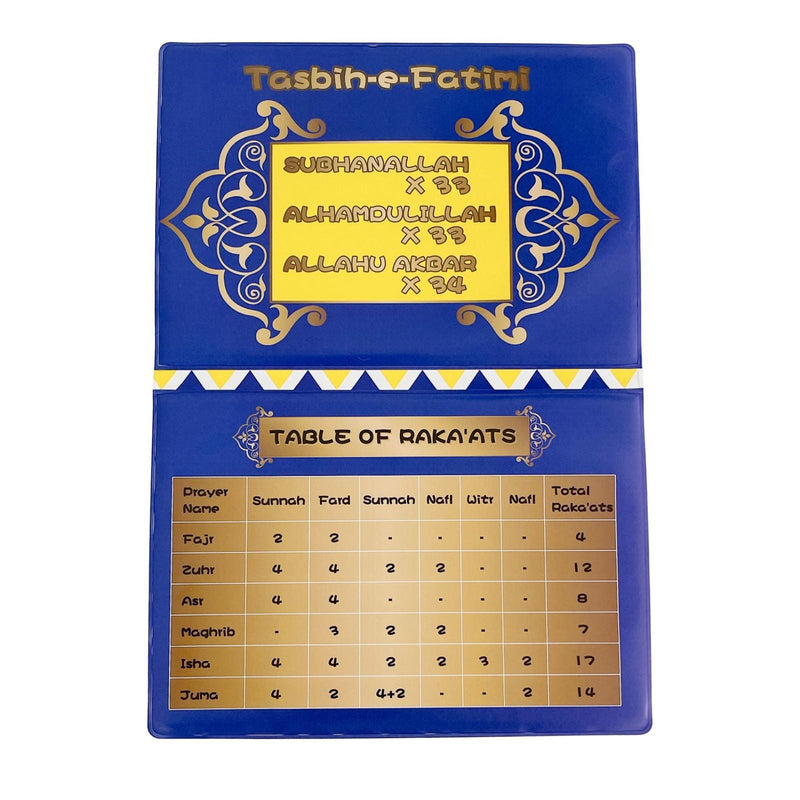 Tasbih-e-Fatimi
SUBHANALLAH
X 33
ALHAMDULILLAH
X 33
ALLAHU AKBAR
X 34
TABLE OF RAKA'ATS
Prayer Name Sunnah Fard Sunnah Nafl Witr Nafl Total Raka'ats
Fajr 2 2 - - - - 4
Zuhr 4 4 2 2 - - 12
Asr 4 4 - - - - 8
Maghrib - 3 2 2 - - 7
Isha 4 4 2 2 3 2 17
Juma 4 2 4+2 - - 2 14